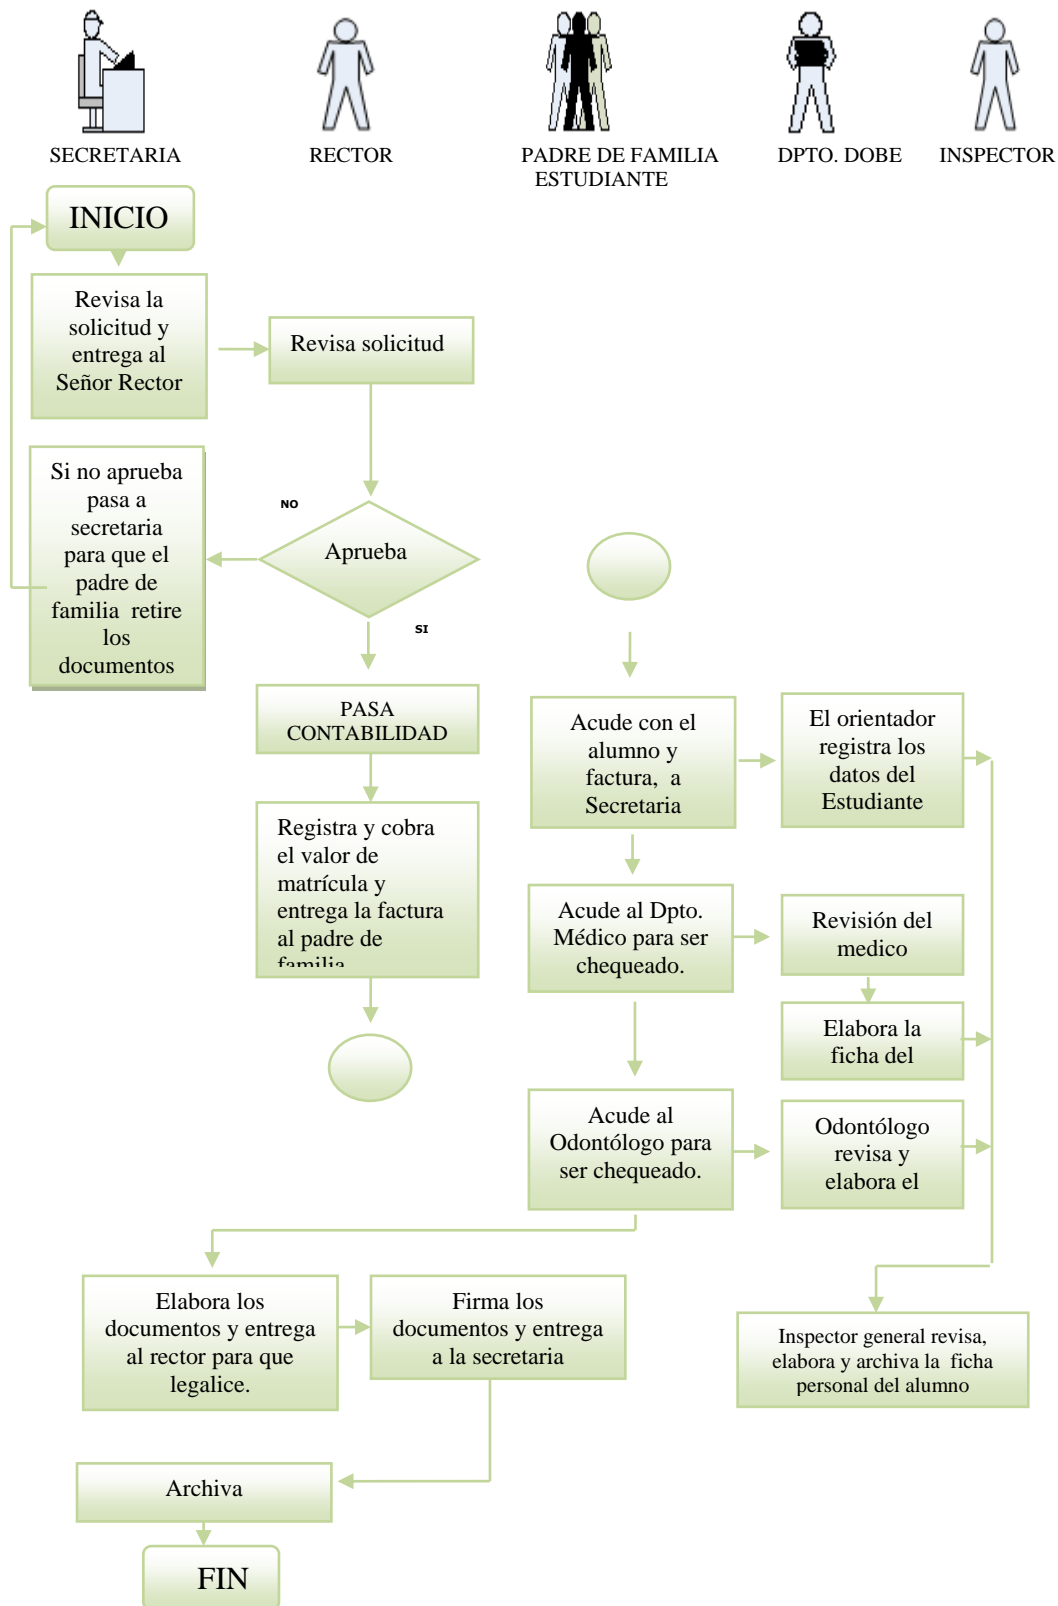 SECRETARIA
RECTOR
PADRE DE FAMILIA
ESTUDIANTE
DPTO. DOBE
INSPECTOR
INICIO
Revisa la
solicitud y
entrega al
Señor Rector
Revisa solicitud
Si no aprueba
pasa a
secretaria
para que el
padre de
familia retire
los
documentos
NO
Aprueba
SI
PASA
CONTABILIDAD
Registra y cobra
el valor de
matrícula y
entrega la factura
al padre de
familia
Acude con el
alumno y
factura, a
Secretaria
El orientador
registra los
datos del
Estudiante
Acude al Dpto.
Médico para ser
chequeado.
Revisión del
medico
Elabora la
ficha del
Acude al
Odontólogo para
ser chequeado.
Odontólogo
revisa y
elabora el
Elabora los
documentos y entrega
al rector para que
legalice.
Firma los
documentos y entrega
a la secretaria
Inspector general revisa,
elabora y archiva la ficha
personal del alumno
Archiva
FIN